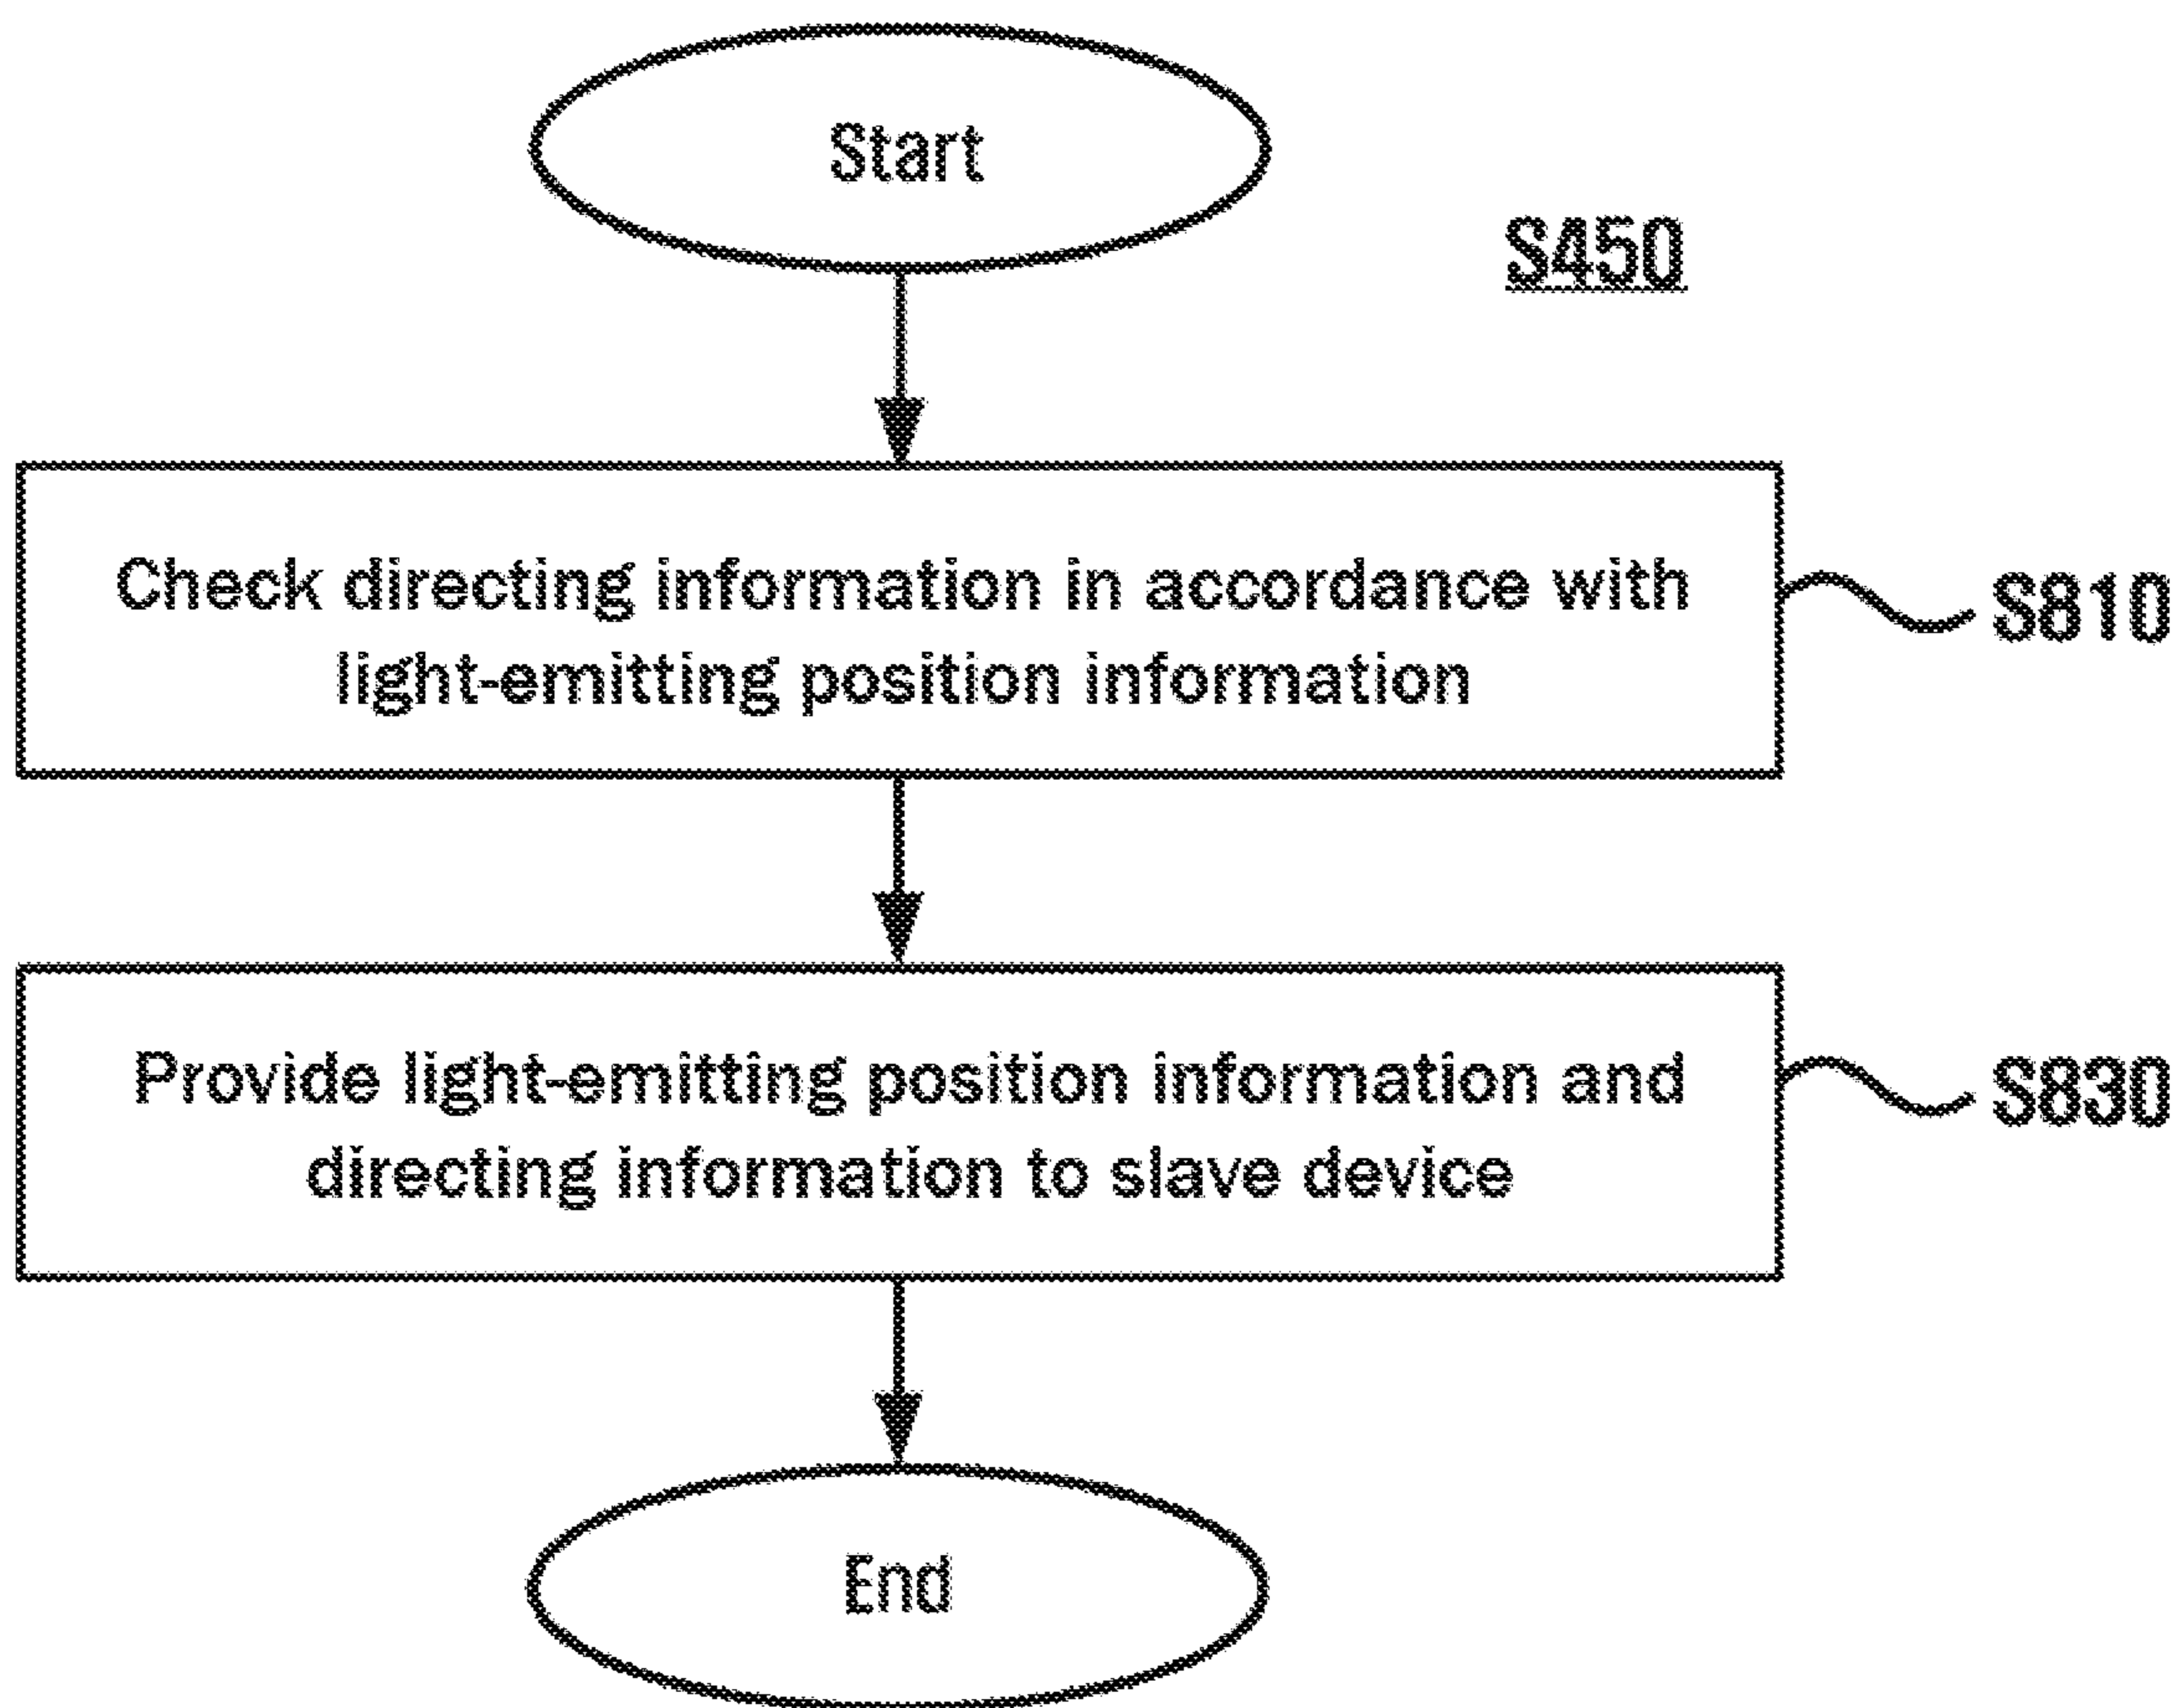 Start
S450
Check directing information in accordance with
light-emitting position information
S810
Provide light-emitting position information and
directing information to slave device
S830
End